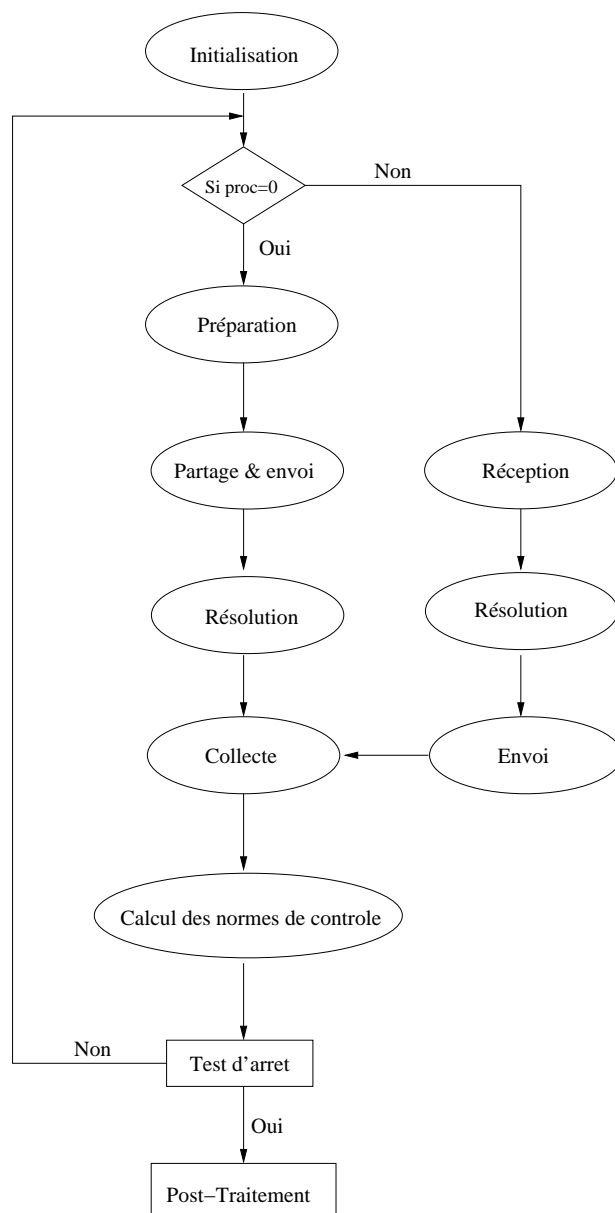 Initialisation
Si proc=0
Non
Oui
Préparation
Partage & envoi
Réception
Résolution
Résolution
Collecte
Envoi
Calcul des normes de controle
Non
Test d'arret
Oui
Post-Traitement